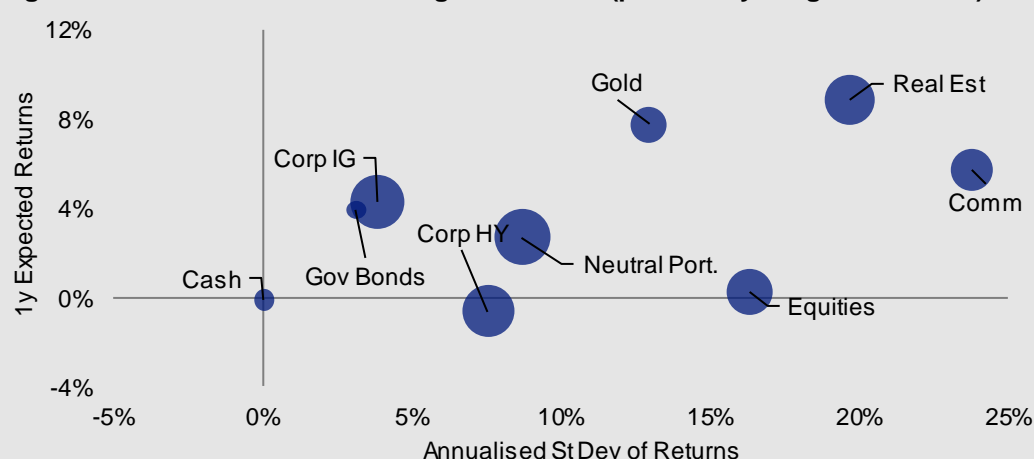 12%
8%
4%
0%
-4%
1y Expected Returns
Gold
Real Est
Corp IG
Comm
Corp HY
Neutral Port.
Gov Bonds
Cash
Equities
-5%
0%
5%
10%
15%
20%
25%
Annualised St Dev of Returns